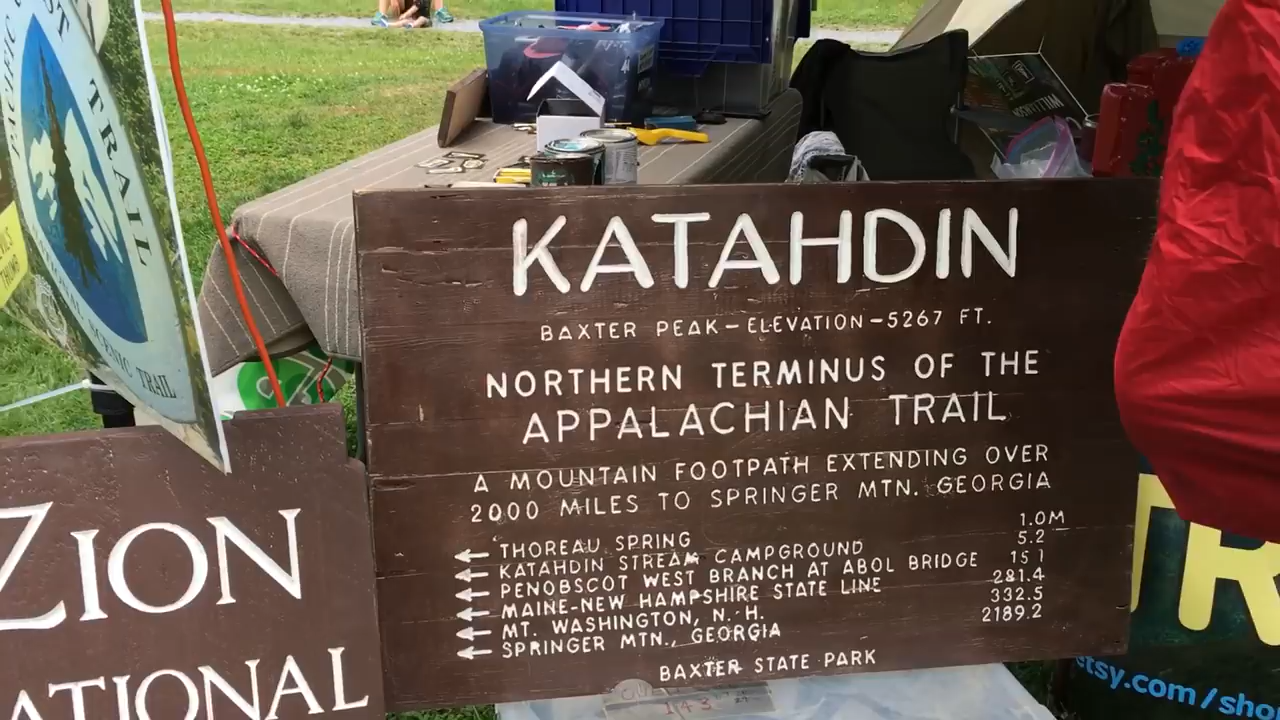 PACIFIC CREST TRAIL
NATIONAL SCENIC TRAIL
KATAHDIN
BAXTER PEAK-ELEVATION-5267 FT.
NORTHERN TERMINUS OF THE
APPALACHIAN TRAIL
A MOUNTAIN FOOTPATH EXTENDING OVER
2000 MILES TO SPRINGER MTN. GEORGIA
THOREAU SPRING 1.0M
KATAHDIN STREAM CAMPGROUND 5.2
PENOBSCOT WEST BRANCH AT ABOL BRIDGE 15.1
MAINE-NEW HAMPSHIRE STATE LINE 281.4
MT. WASHINGTON, N.H. 332.5
SPRINGER MTN., GEORGIA 2189.2
BAXTER STATE PARK
143
ZION
ATIONAL
TR
etsy.com/sho